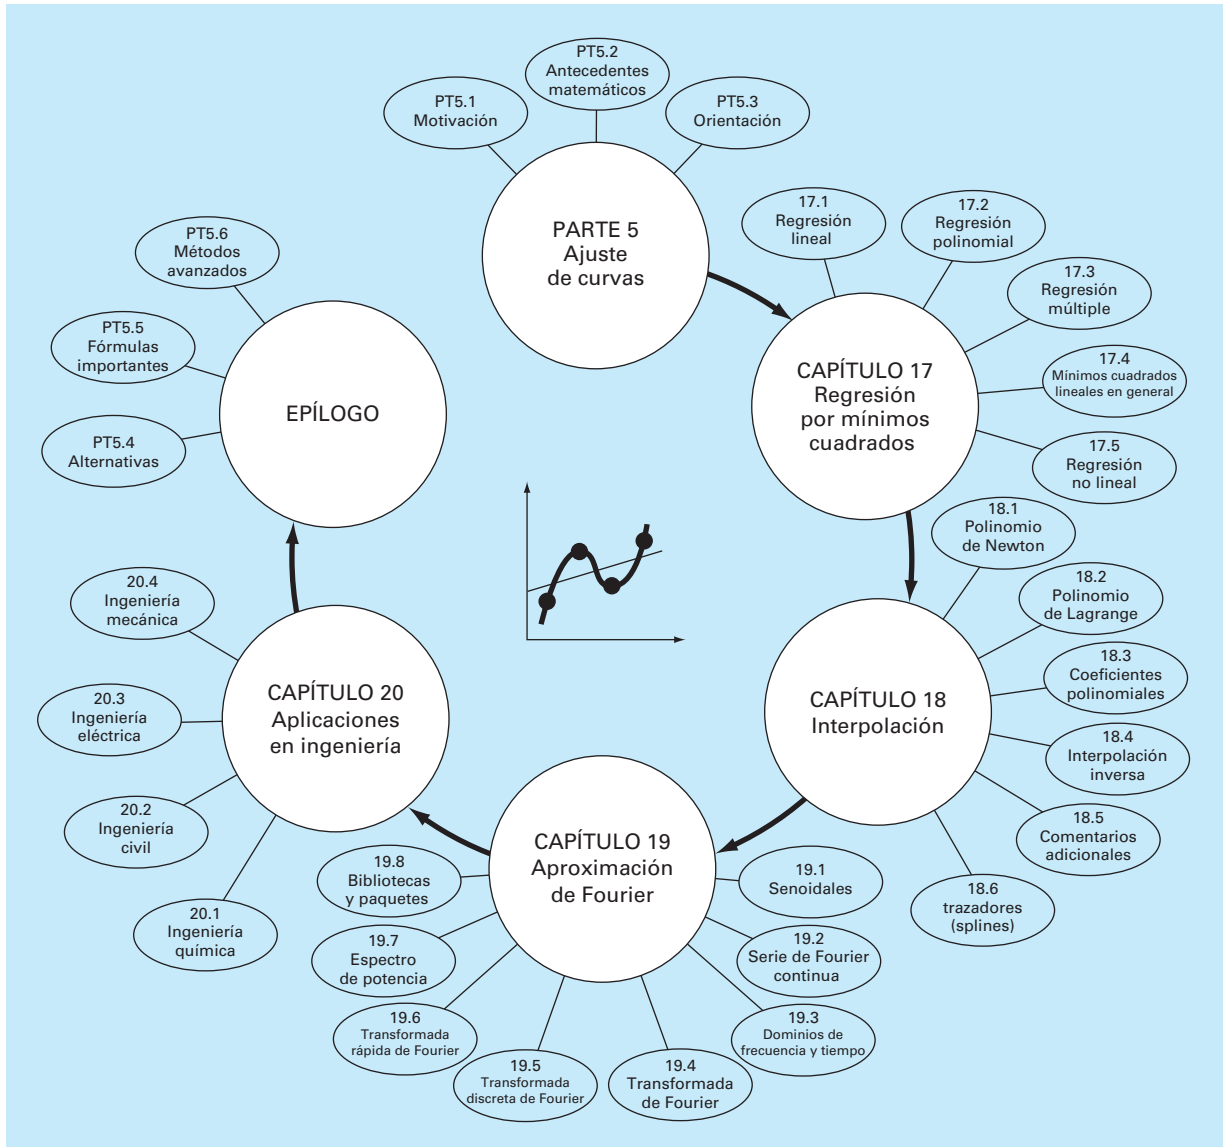 PT5.1
Motivación
PT5.2
Antecedentes
matemáticos
PT5.3
Orientación
PARTE 5
Ajuste
de curvas
17.1
Regresión
lineal
17.2
Regresión
polinomial
17.3
Regresión
múltiple
17.4
Mínimos cuadrados
lineales en general
17.5
Regresión
no lineal
CAPÍTULO 17
Regresión
por mínimos
cuadrados
18.1
Polinomio
de Newton
18.2
Polinomio
de Lagrange
18.3
Coeficientes
polinomiales
18.4
Interpolación
inversa
18.5
Comentarios
adicionales
18.6
trazadores
(splines)
CAPÍTULO 18
Interpolación
CAPÍTULO 19
Aproximación
de Fourier
19.1
Senoidales
19.2
Serie de Fourier
continua
19.3
Dominios de
frecuencia y tiempo
19.4
Transformada
de Fourier
19.5
Transformada
discreta de Fourier
19.6
Transformada
rápida de Fourier
19.7
Espectro
de potencia
19.8
Bibliotecas
y paquetes
CAPÍTULO 20
Aplicaciones
en ingeniería
20.1
Ingeniería
química
20.2
Ingeniería
civil
20.3
Ingeniería
eléctrica
20.4
Ingeniería
mecánica
EPÍLOGO
PT5.4
Alternativas
PT5.5
Fórmulas
importantes
PT5.6
Métodos
avanzados